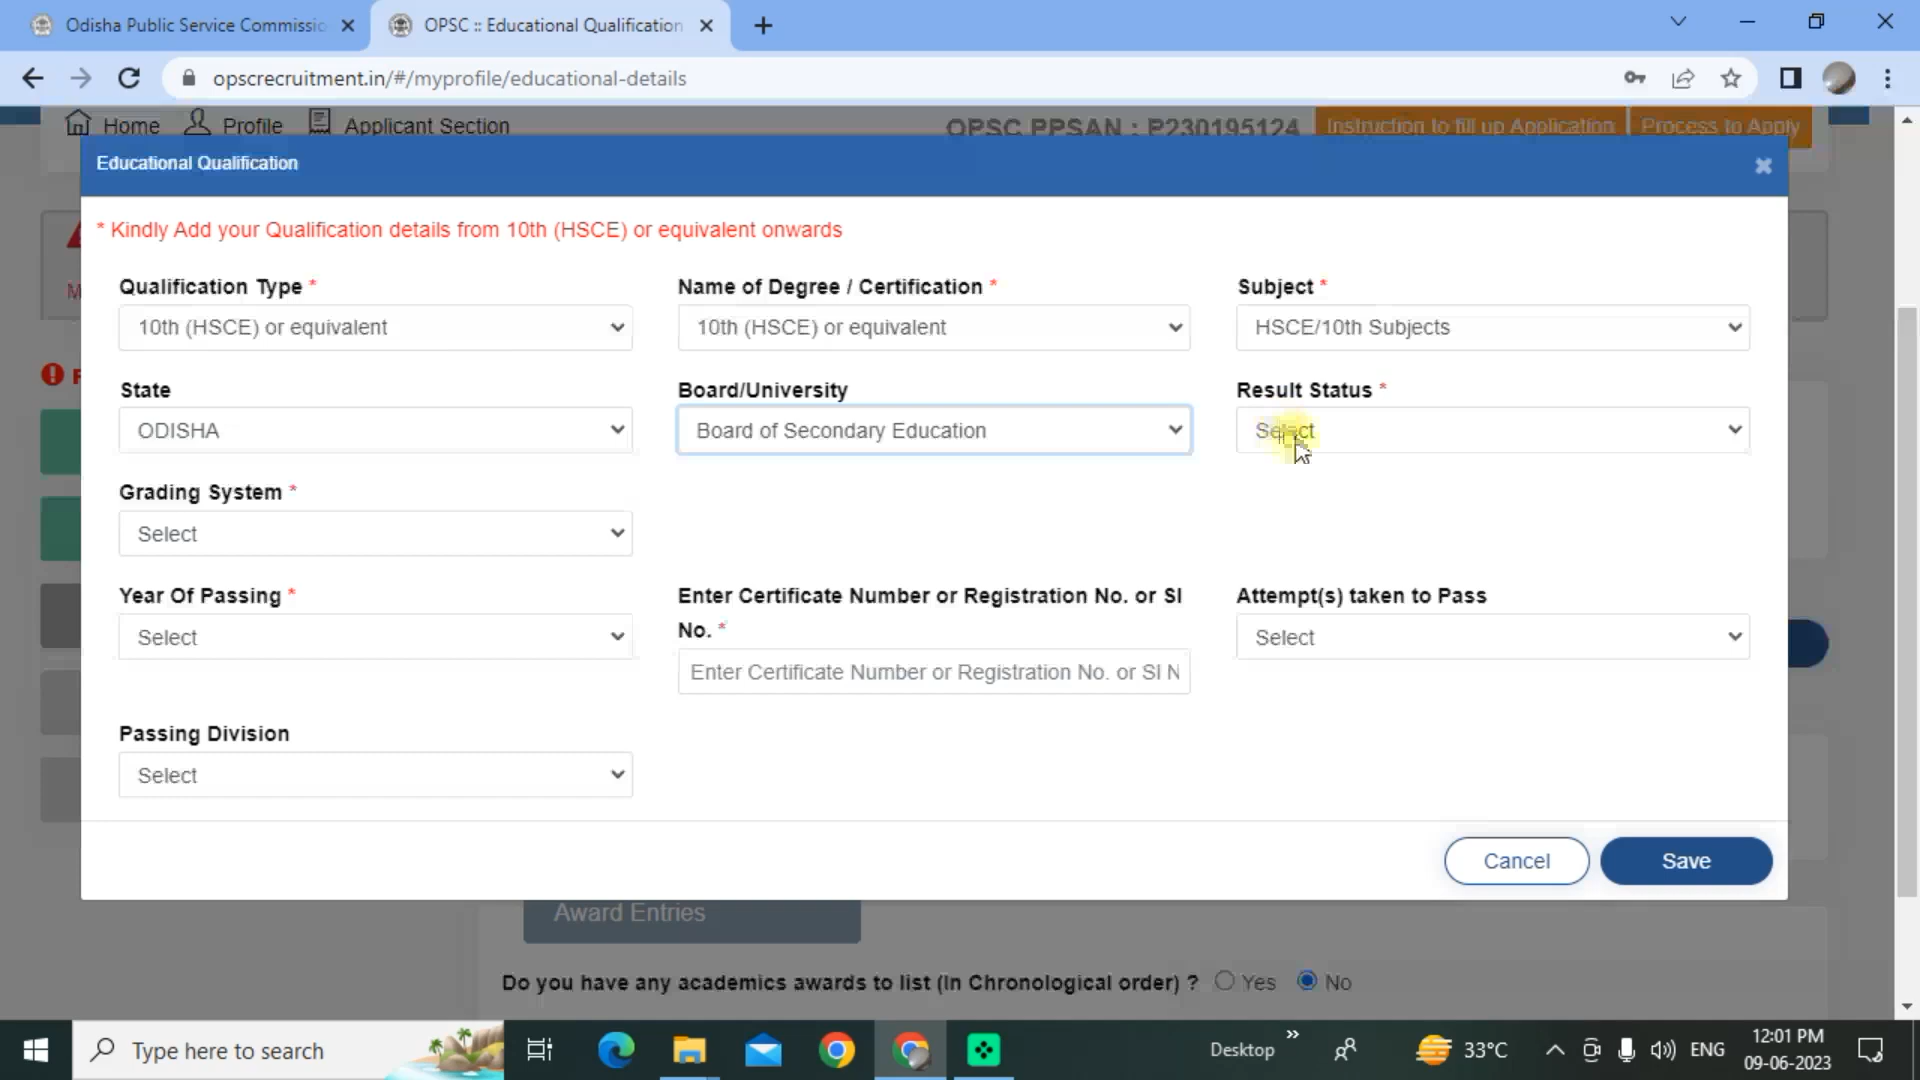 Odisha Public Service Commissio
OPSC :: Educational Qualification
opscrecruitment.in/#/myprofile/educational-details
Home
Profile
Applicant Section
OPSC PPSAN : P230195124
Instruction to fill up Application
Process to Apply
Educational Qualification
* Kindly Add your Qualification details from 10th (HSCE) or equivalent onwards
Qualification Type *
Name of Degree / Certification *
Subject *
10th (HSCE) or equivalent
10th (HSCE) or equivalent
HSCE/10th Subjects
State
Board/University
Result Status *
ODISHA
Board of Secondary Education
Select
Grading System *
Select
Year Of Passing *
Enter Certificate Number or Registration No. or SI
No. *
Attempt(s) taken to Pass
Select
Enter Certificate Number or Registration No. or SI N
Select
Passing Division
Select
Cancel
Save
Award Entries
Do you have any academics awards to list (In Chronological order) ? Yes No
Type here to search
Desktop
33°C
ENG
12:01 PM
09-06-2023